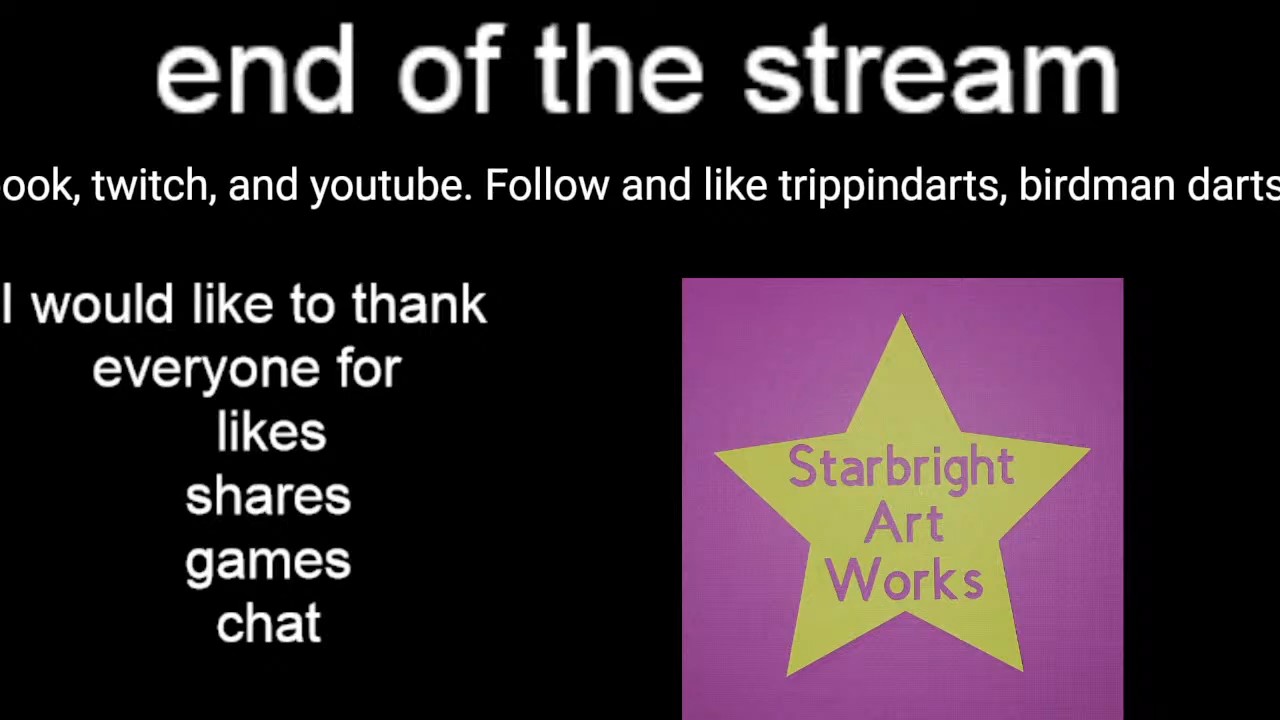 end of the stream
ook, twitch, and youtube. Follow and like trippindarts, birdman darts
I would like to thank
everyone for
likes
shares
games
chat
Starbright
Art
Works